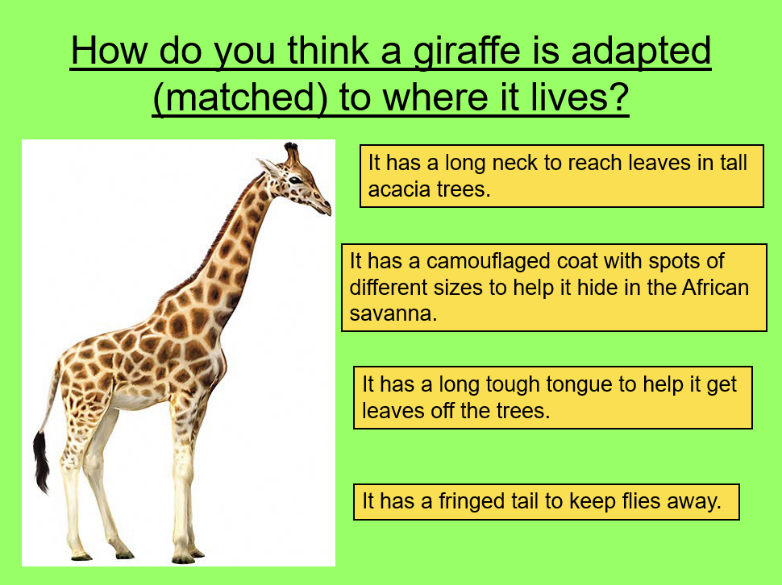 How do you think a giraffe is adapted
(matched) to where it lives?
It has a long neck to reach leaves in tall
acacia trees.
It has a camouflaged coat with spots of
different sizes to help it hide in the African
savanna.
It has a long tough tongue to help it get
leaves off the trees.
It has a fringed tail to keep flies away.